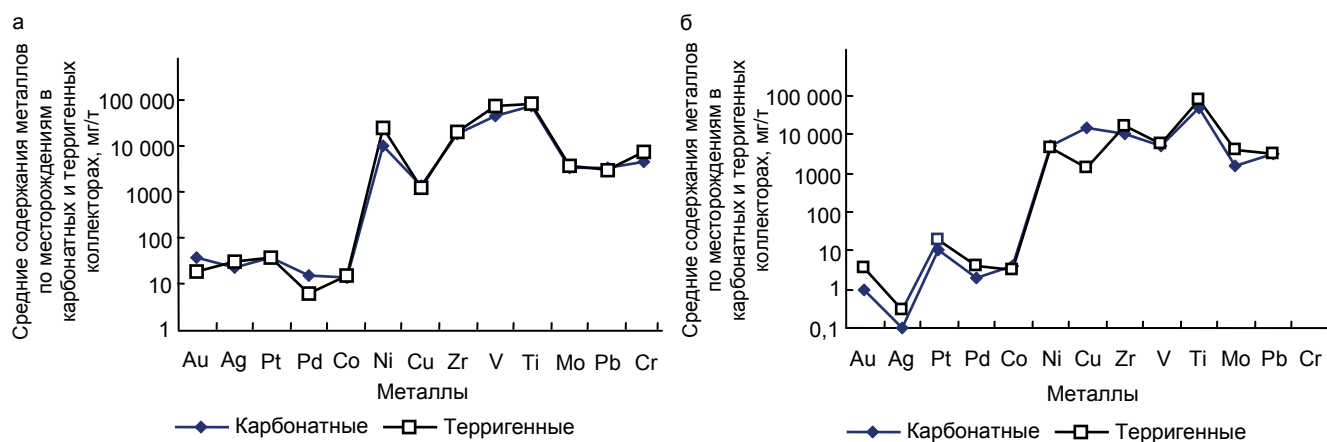 а
Средние содержания металлов
по месторождениям в
карбонатных и терригенных
коллекторах, мг/т
100 000
10 000
1000
100
10
1
Au Ag Pt Pd Co Ni Cu Zr V Ti Mo Pb Cr
Металлы
Карбонатные Терригенные
б
Средние содержания металлов
по месторождениям в
карбонатных и терригенных
коллекторах, мг/т
100 000
10 000
1000
100
10
1
0,1
Au Ag Pt Pd Co Ni Cu Zr V Ti Mo Pb Cr
Металлы
Карбонатные Терригенные